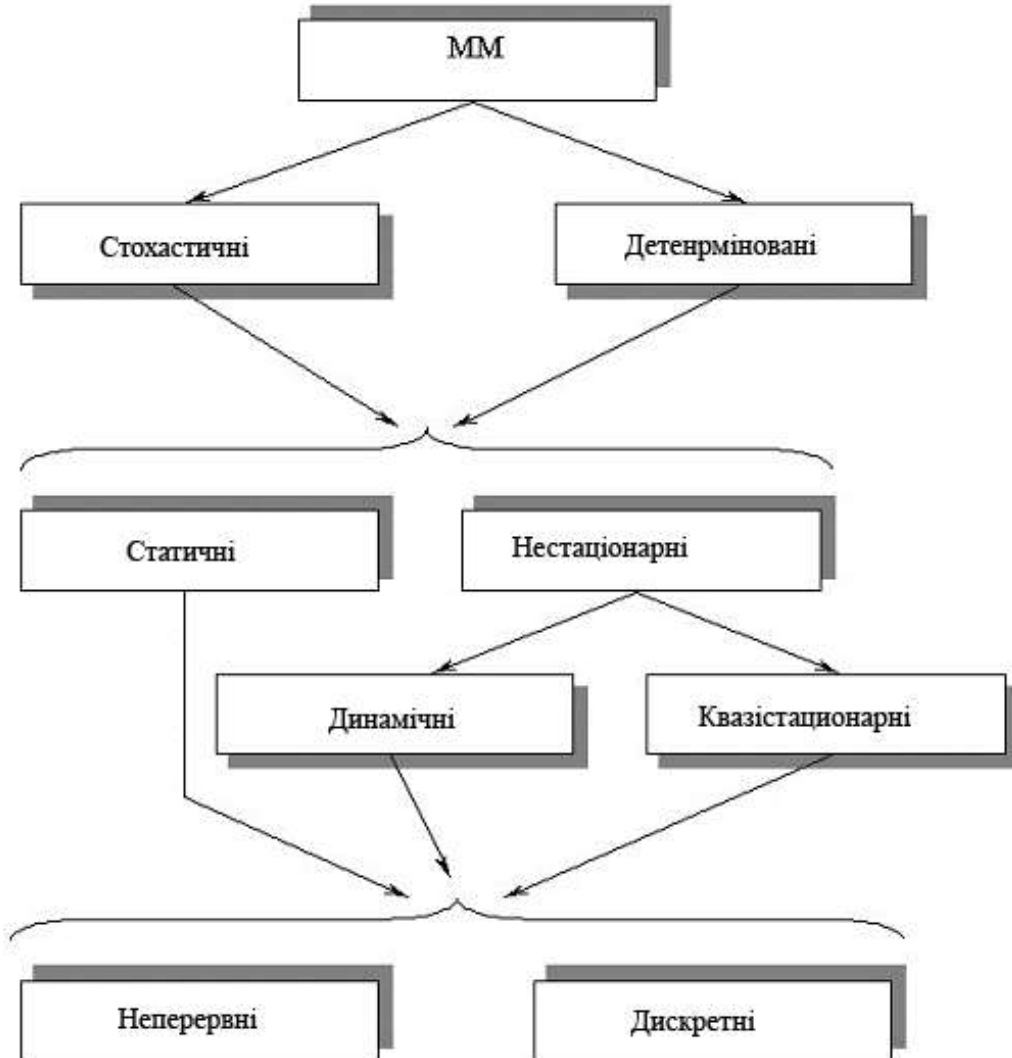 ММ
Стохастичні
Детенрміновані
Статичні
Нестаціонарні
Динамічні
Квазістационарні
Неперервні
Дискретні